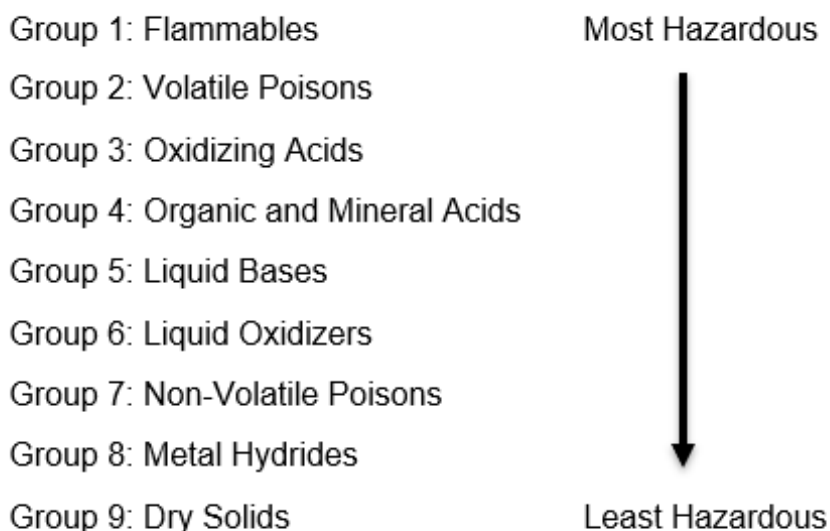 Group 1: Flammables Most Hazardous
Group 2: Volatile Poisons
Group 3: Oxidizing Acids
Group 4: Organic and Mineral Acids
Group 5: Liquid Bases
Group 6: Liquid Oxidizers
Group 7: Non-Volatile Poisons
Group 8: Metal Hydrides
Group 9: Dry Solids Least Hazardous